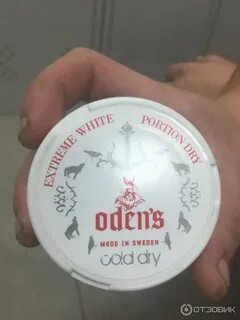 EXTREME WHITE PORTION DRY
oden's
MADE IN SWEDEN
cold dry
ОТЗОВИК